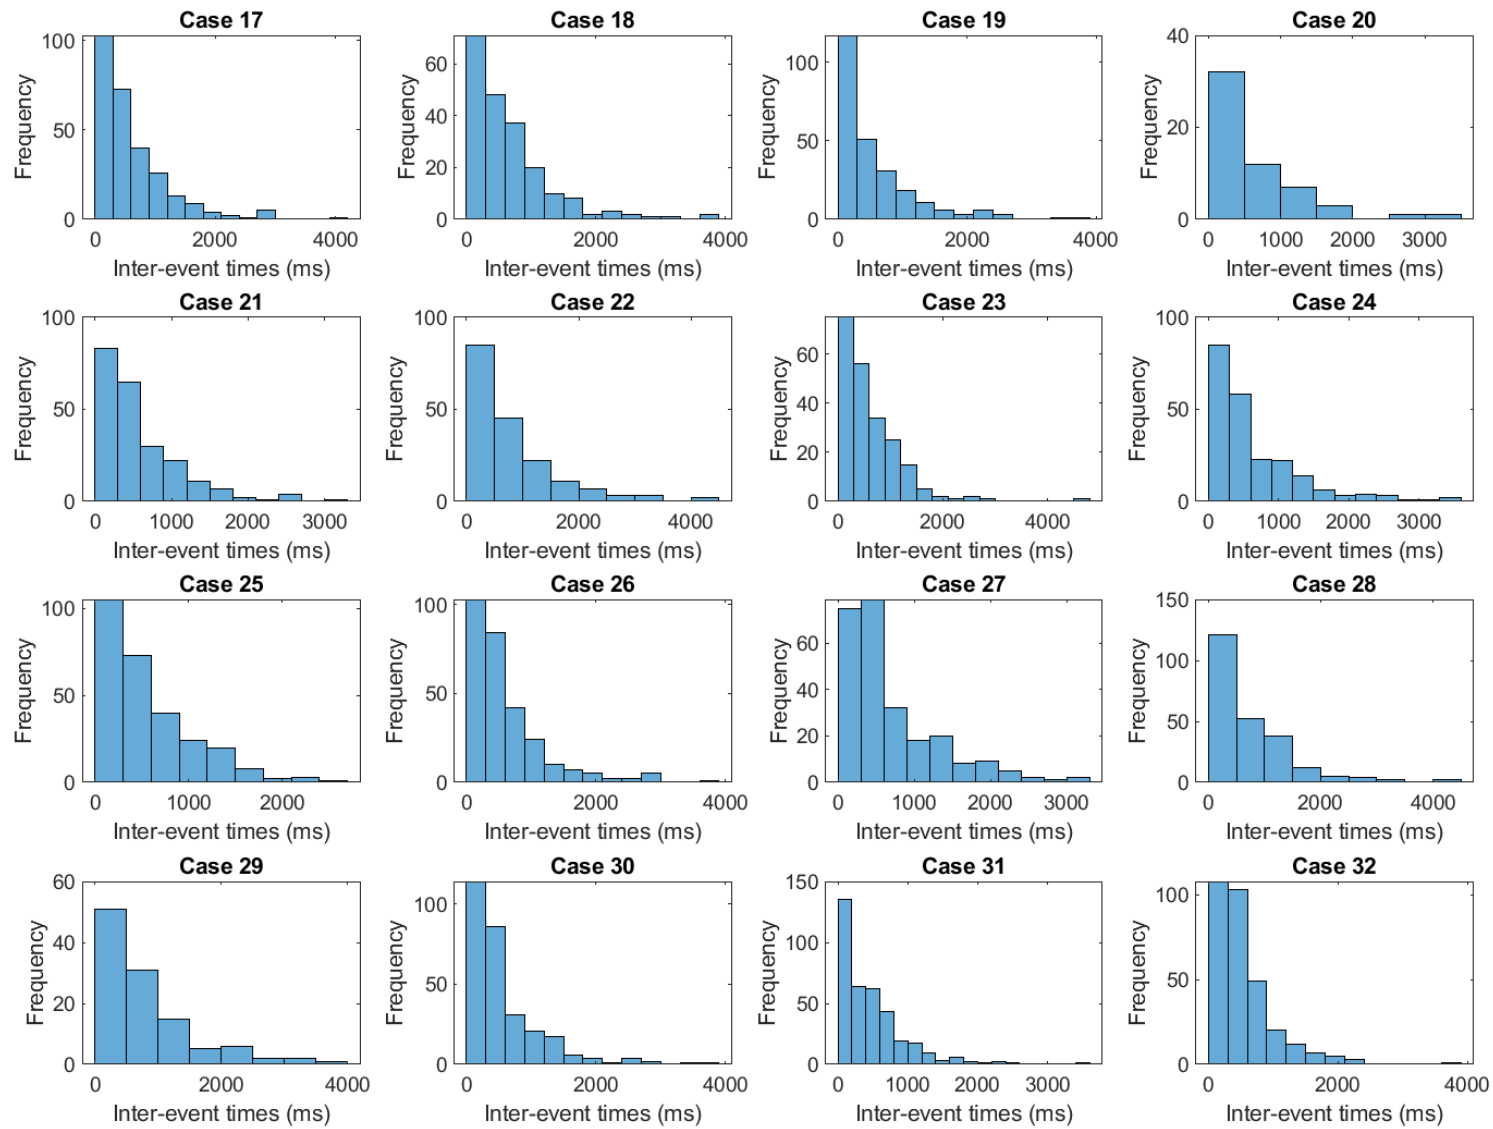 Case 17 Case 18 Case 19 Case 20
100 50 0 Frequency 60 40 20 0 Frequency 100 50 0 Frequency 40 20 0 Frequency
0 2000 4000 0 2000 4000 0 2000 4000 0 1000 2000 3000
Inter-event times (ms) Inter-event times (ms) Inter-event times (ms) Inter-event times (ms)
Case 21 Case 22 Case 23 Case 24
100 50 0 Frequency 100 50 0 Frequency 60 40 20 0 Frequency 100 50 0 Frequency
0 1000 2000 3000 0 2000 4000 0 2000 4000 0 1000 2000 3000
Inter-event times (ms) Inter-event times (ms) Inter-event times (ms) Inter-event times (ms)
Case 25 Case 26 Case 27 Case 28
100 50 0 Frequency 100 50 0 Frequency 60 40 20 0 Frequency 150 100 50 0 Frequency
0 1000 2000 0 2000 4000 0 1000 2000 3000 0 2000 4000
Inter-event times (ms) Inter-event times (ms) Inter-event times (ms) Inter-event times (ms)
Case 29 Case 30 Case 31 Case 32
60 40 20 0 Frequency 100 50 0 Frequency 150 100 50 0 Frequency 100 50 0 Frequency
0 2000 4000 0 2000 4000 0 1000 2000 3000 0 2000 4000
Inter-event times (ms) Inter-event times (ms) Inter-event times (ms) Inter-event times (ms)